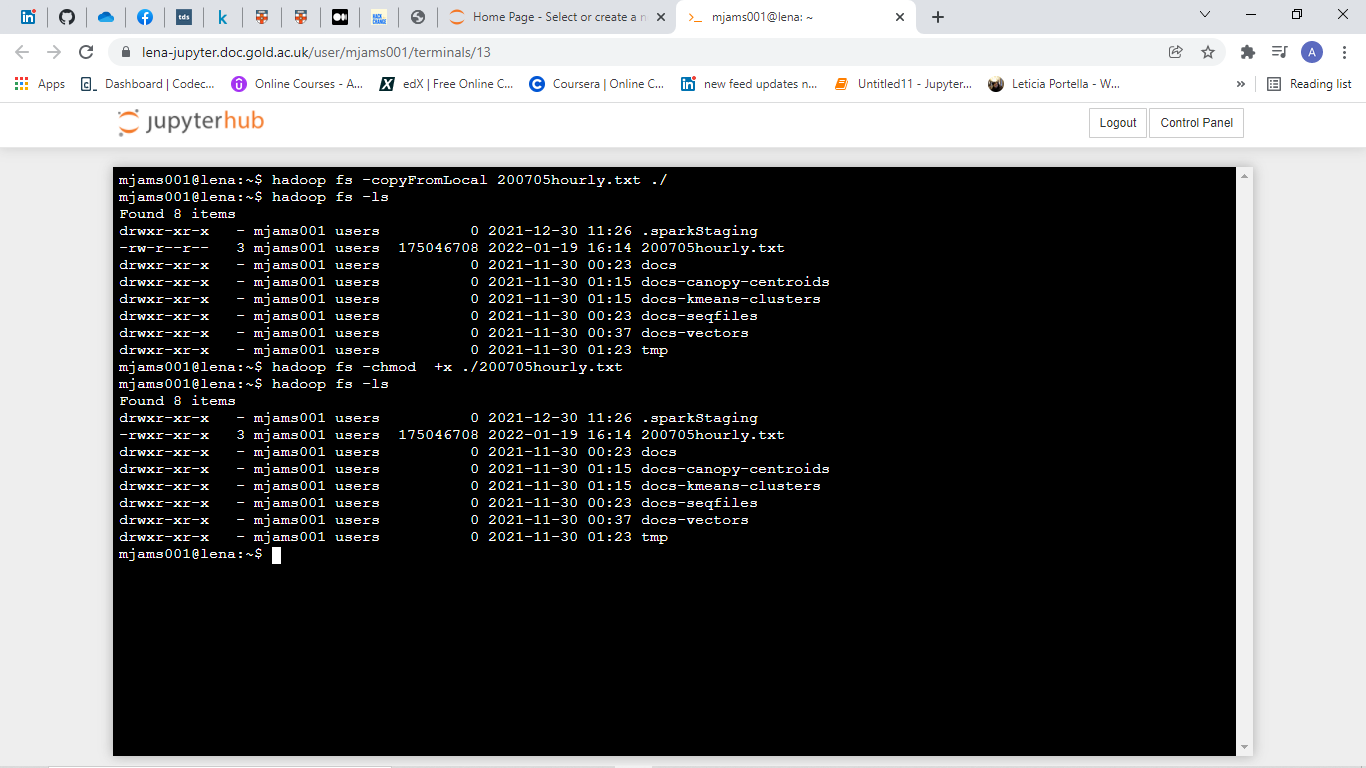 in
tds
k
HACK CHANGE
Home Page - Select or create a n
mjams001@lena: ~
lena-jupyter.doc.gold.ac.uk/user/mjams001/terminals/13
A
Apps
Dashboard | Codec...
Online Courses - A...
edX | Free Online C...
Coursera | Online C...
new feed updates n...
Untitled11 - Jupyter...
Leticia Portella - W...
»
Reading list
jupyterhub
Logout
Control Panel
mjams001@lena:~$ hadoop fs -copyFromLocal 200705hourly.txt ./
mjams001@lena:~$ hadoop fs -ls
Found 8 items
drwxr-xr-x   - mjams001 users          0 2021-12-30 11:26 .sparkStaging
-rw-r--r--   3 mjams001 users  175046708 2022-01-19 16:14 200705hourly.txt
drwxr-xr-x   - mjams001 users          0 2021-11-30 00:23 docs
drwxr-xr-x   - mjams001 users          0 2021-11-30 01:15 docs-canopy-centroids
drwxr-xr-x   - mjams001 users          0 2021-11-30 01:15 docs-kmeans-clusters
drwxr-xr-x   - mjams001 users          0 2021-11-30 00:23 docs-seqfiles
drwxr-xr-x   - mjams001 users          0 2021-11-30 00:37 docs-vectors
drwxr-xr-x   - mjams001 users          0 2021-11-30 01:23 tmp
mjams001@lena:~$ hadoop fs -chmod  +x ./200705hourly.txt
mjams001@lena:~$ hadoop fs -ls
Found 8 items
drwxr-xr-x   - mjams001 users          0 2021-12-30 11:26 .sparkStaging
-rwxr-xr-x   3 mjams001 users  175046708 2022-01-19 16:14 200705hourly.txt
drwxr-xr-x   - mjams001 users          0 2021-11-30 00:23 docs
drwxr-xr-x   - mjams001 users          0 2021-11-30 01:15 docs-canopy-centroids
drwxr-xr-x   - mjams001 users          0 2021-11-30 01:15 docs-kmeans-clusters
drwxr-xr-x   - mjams001 users          0 2021-11-30 00:23 docs-seqfiles
drwxr-xr-x   - mjams001 users          0 2021-11-30 00:37 docs-vectors
drwxr-xr-x   - mjams001 users          0 2021-11-30 01:23 tmp
mjams001@lena:~$